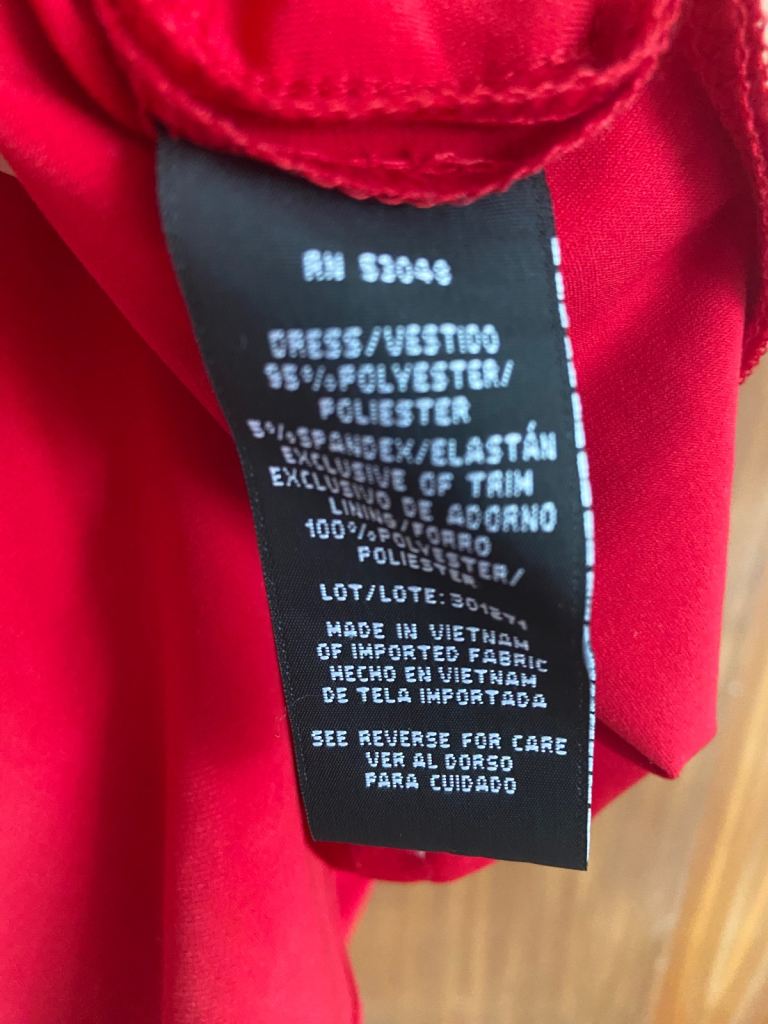 RN 53048
DRESS/VESTIDO
95%POLYESTER/
POLIESTER
5%SPANDEX/ELASTÁN
EXCLUSIVE OF TRIM
EXCLUSIVO DE ADORNO
LINING/FORRO
100%POLYESTER/
POLIESTER
LOT/LOTE:
MADE IN VIETNAM
OF IMPORTED FABRIC
HECHO EN VIETNAM
DE TELA IMPORTADA
SEE REVERSE FOR CARE
VER AL DORSO
PARA CUIDADO